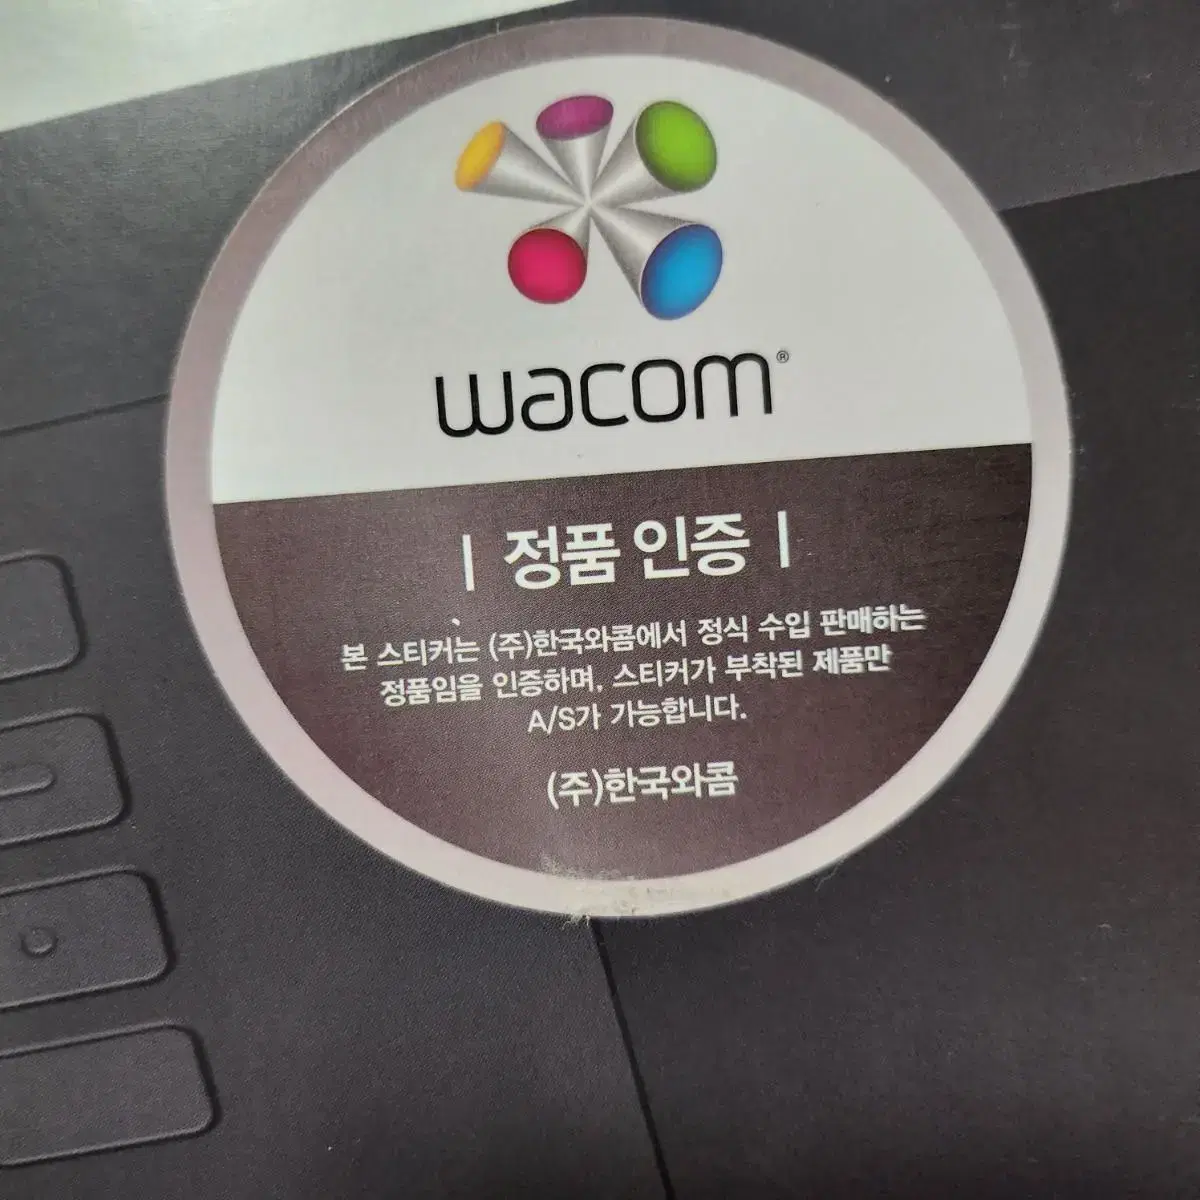 wacom®
| 정품 인증 |
본 스티커는 (주)한국와콤에서 정식 수입 판매하는
정품임을 인증하며, 스티커가 부착된 제품만
A/S가 가능합니다.
(주)한국와콤